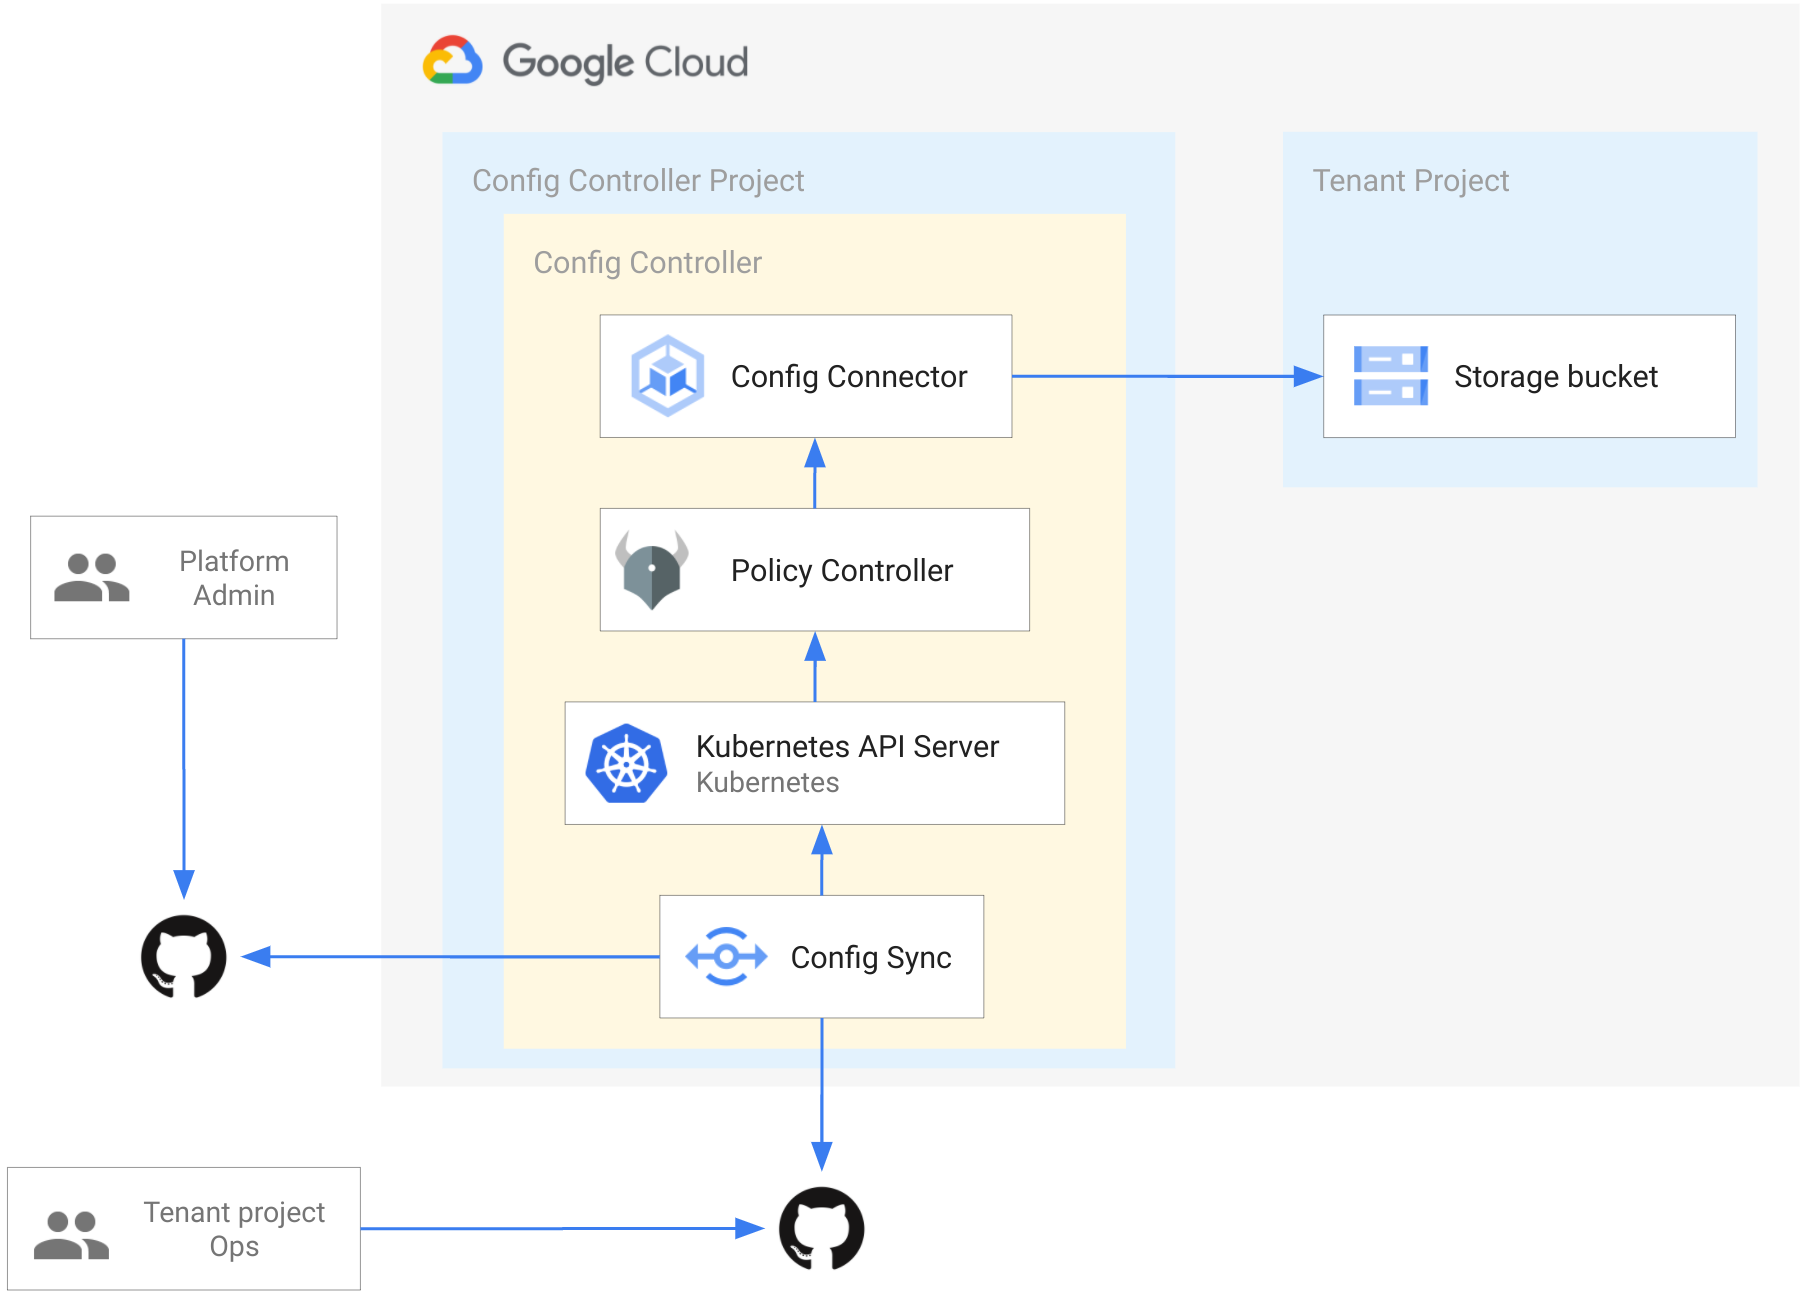 Google Cloud
Config Controller Project
Tenant Project
Config Controller
Config Connector
Storage bucket
Platform
Admin
Policy Controller
Kubernetes API Server
Kubernetes
Config Sync
Tenant project
Ops